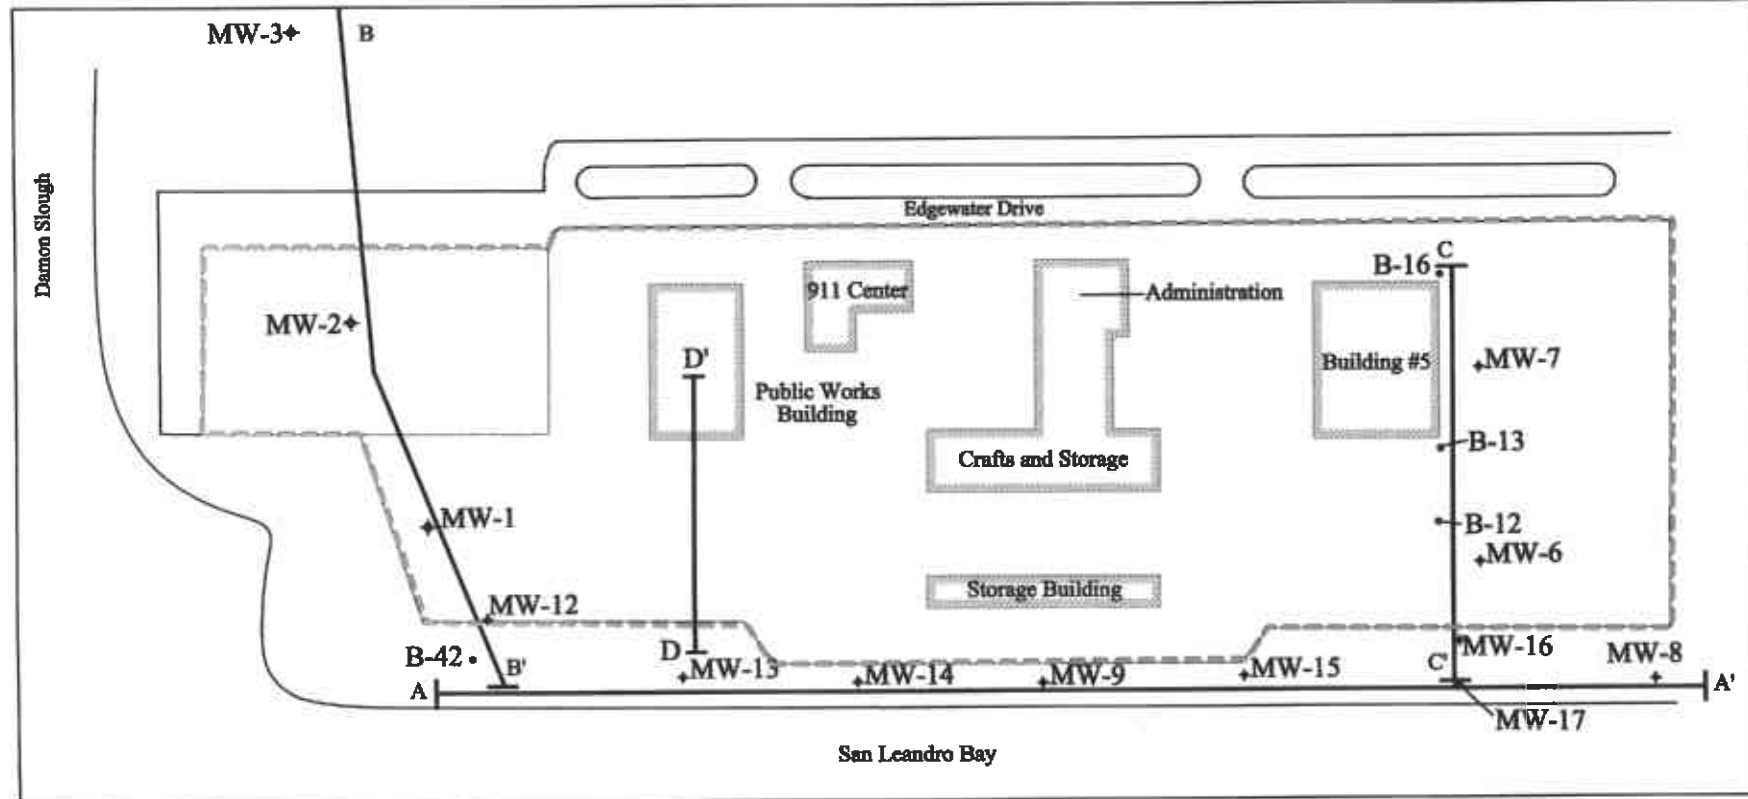 MW-3
B
Damon Slough
Edgewater Drive
C
B-16
911 Center
Administration
MW-2
D'
Building #5
MW-7
Public Works
Building
B-13
Crafts and Storage
MW-1
B-12
MW-6
Storage Building
MW-12
B-42
B'
D
MW-13
MW-14
MW-9
MW-15
C'
MW-16
MW-8
A
A'
MW-17
San Leandro Bay